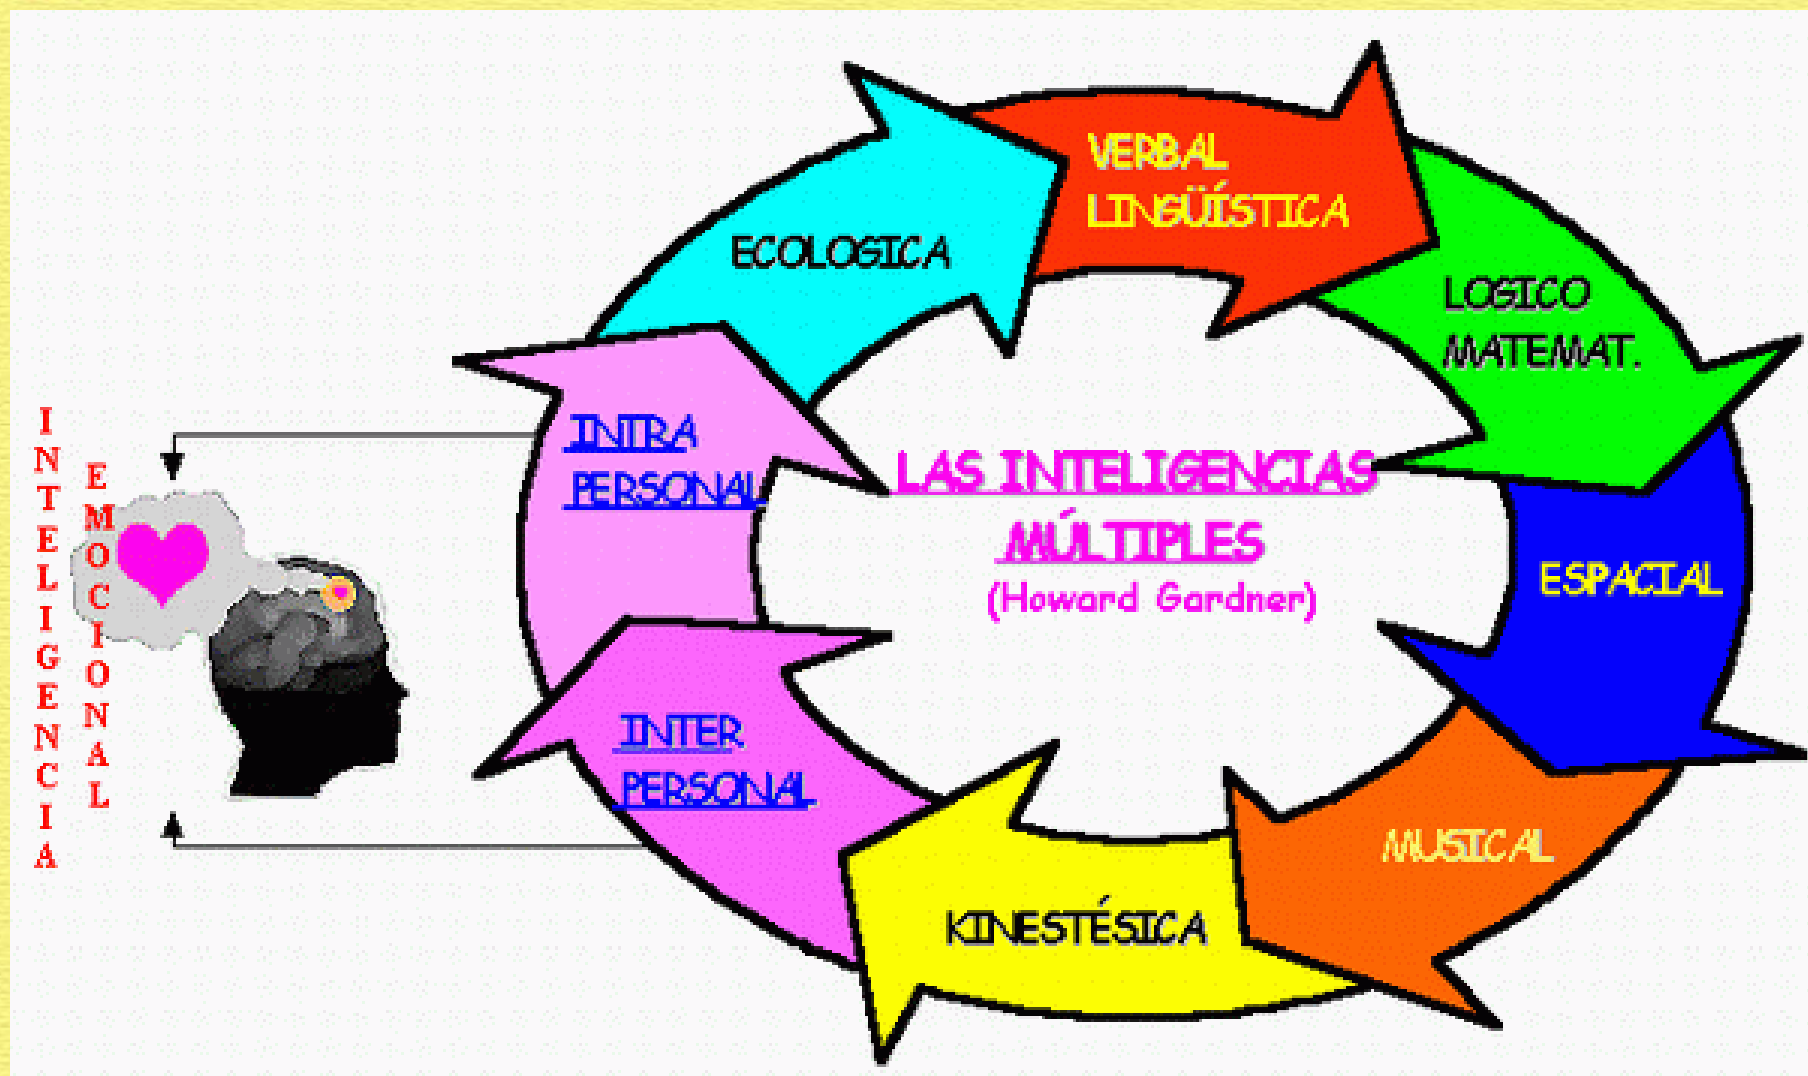 VERBAL
LINGÜÍSTICA
LOGICO
MATEMAT.
ESPACIAL
MUSICAL
KINESTÉSICA
INTER
PERSONAL
INTRA
PERSONAL
ECOLOGICA
LAS INTELIGENCIAS
MÚLTIPLES
(Howard Gardner)
INTELIGENCIA
EMOCIONAL